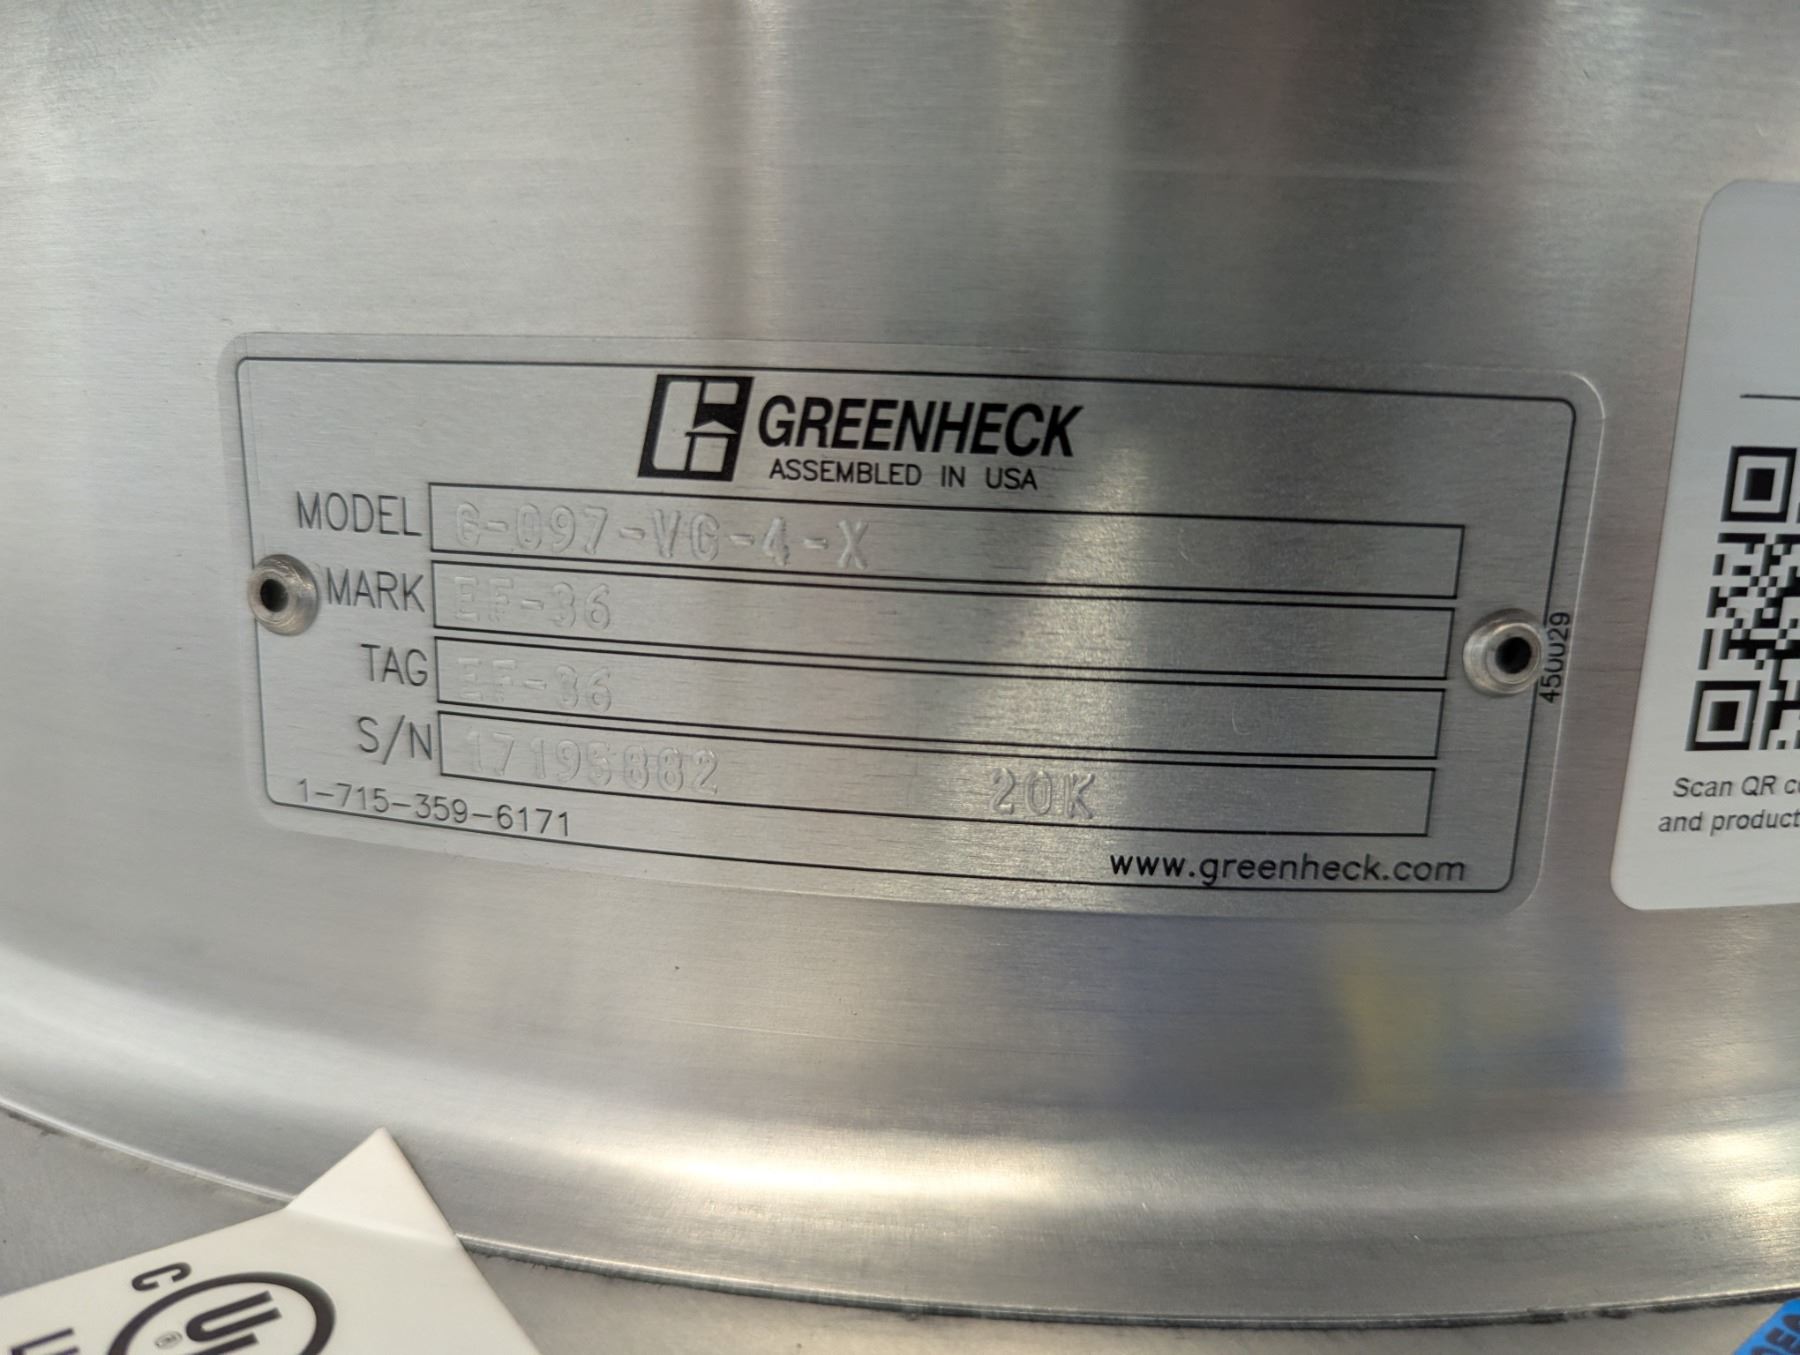 GREENHECK
ASSEMBLED IN USA
MODEL G-097-VG-4-X
MARK EF-36
TAG EF-36
S/N 17195882 20K
1-715-359-6171
www.greenheck.com
450029
Scan QR
and product
C
UL
®